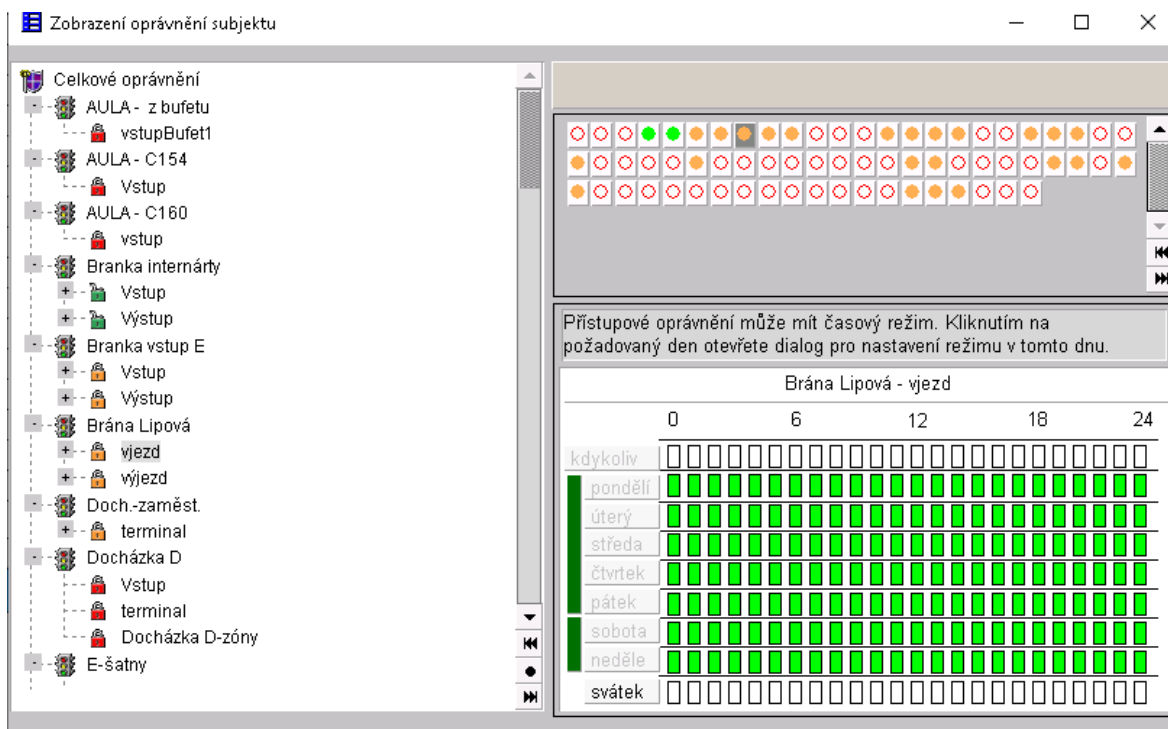 Zobrazení oprávnění subjektu
Celkové oprávnění
AULA - z bufetu
vstupBufet1
AULA - C154
Vstup
AULA - C160
vstup
Branka internárty
Vstup
Výstup
Branka vstup E
Vstup
Výstup
Brána Lipová
vjezd
výjezd
Doch.-zaměst.
terminal
Docházka D
Vstup
terminal
Docházka D-zóny
E-šatny
Přístupové oprávnění může mít časový režim. Kliknutím na
požadovaný den otevřete dialog pro nastavení režimu v tomto dnu.
Brána Lipová - vjezd
0 6 12 18 24
kdykoliv
pondělí
úterý
středa
čtvrtek
pátek
sobota
neděle
svátek